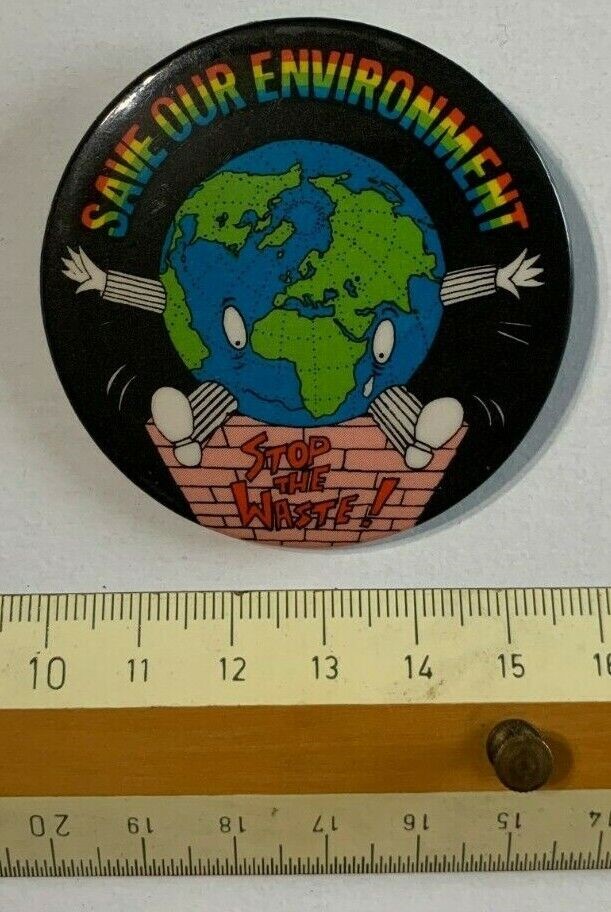 SAVE OUR ENVIRONMENT
STOP
THE
WASTE!
10 11 12 13 14 15 16
20 19 18 17 16 15 14